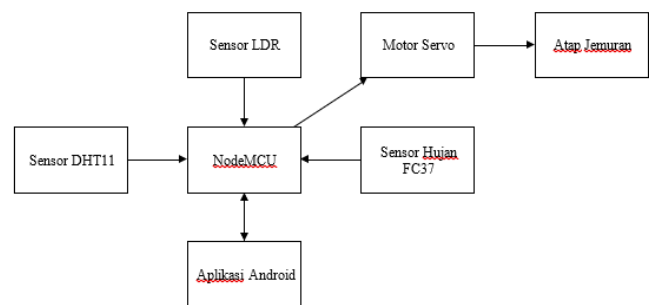 Sensor LDR
Motor Servo
Atap Jemuran
Sensor DHT11
NodeMCU
Sensor Hujan
FC37
Aplikasi Android